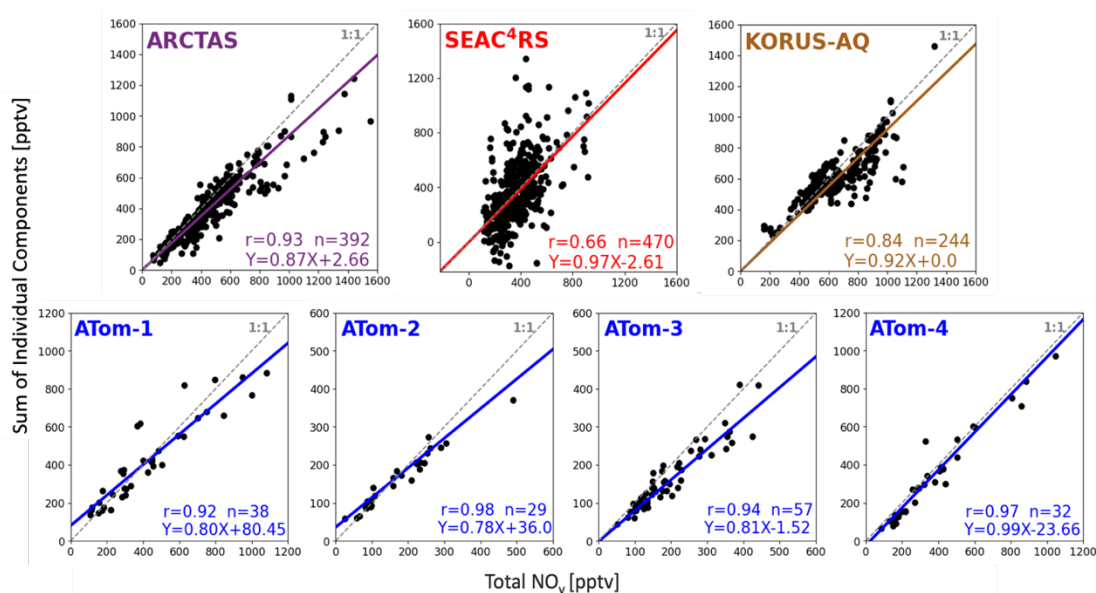 Sum of Individual Components [pptv]
ARCTAS
1:1
1600
1400
1200
1000
800
600
400
200
0
r=0.93 n=392
Y=0.87X+2.66
0 200 400 600 800 1000 1200 1400 1600
SEAC⁴RS
1:1
1600
1400
1200
1000
800
600
400
200
0
r=0.66 n=470
Y=0.97X-2.61
0 200 400 600 800 1000 1200 1400 1600
KORUS-AQ
1:1
1600
1400
1200
1000
800
600
400
200
0
r=0.84 n=244
Y=0.92X+0.0
0 200 400 600 800 1000 1200 1400 1600
ATom-1
1:1
1200
1000
800
600
400
200
0
r=0.92 n=38
Y=0.80X+80.45
0 200 400 600 800 1000 1200
ATom-2
1:1
600
500
400
300
200
100
0
r=0.98 n=29
Y=0.78X+36.0
0 100 200 300 400 500 600
ATom-3
1:1
600
500
400
300
200
100
0
r=0.94 n=57
Y=0.81X-1.52
0 100 200 300 400 500 600
ATom-4
1:1
1200
1000
800
600
400
200
0
r=0.97 n=32
Y=0.99X-23.66
0 200 400 600 800 1000 1200
Total NOy [pptv]